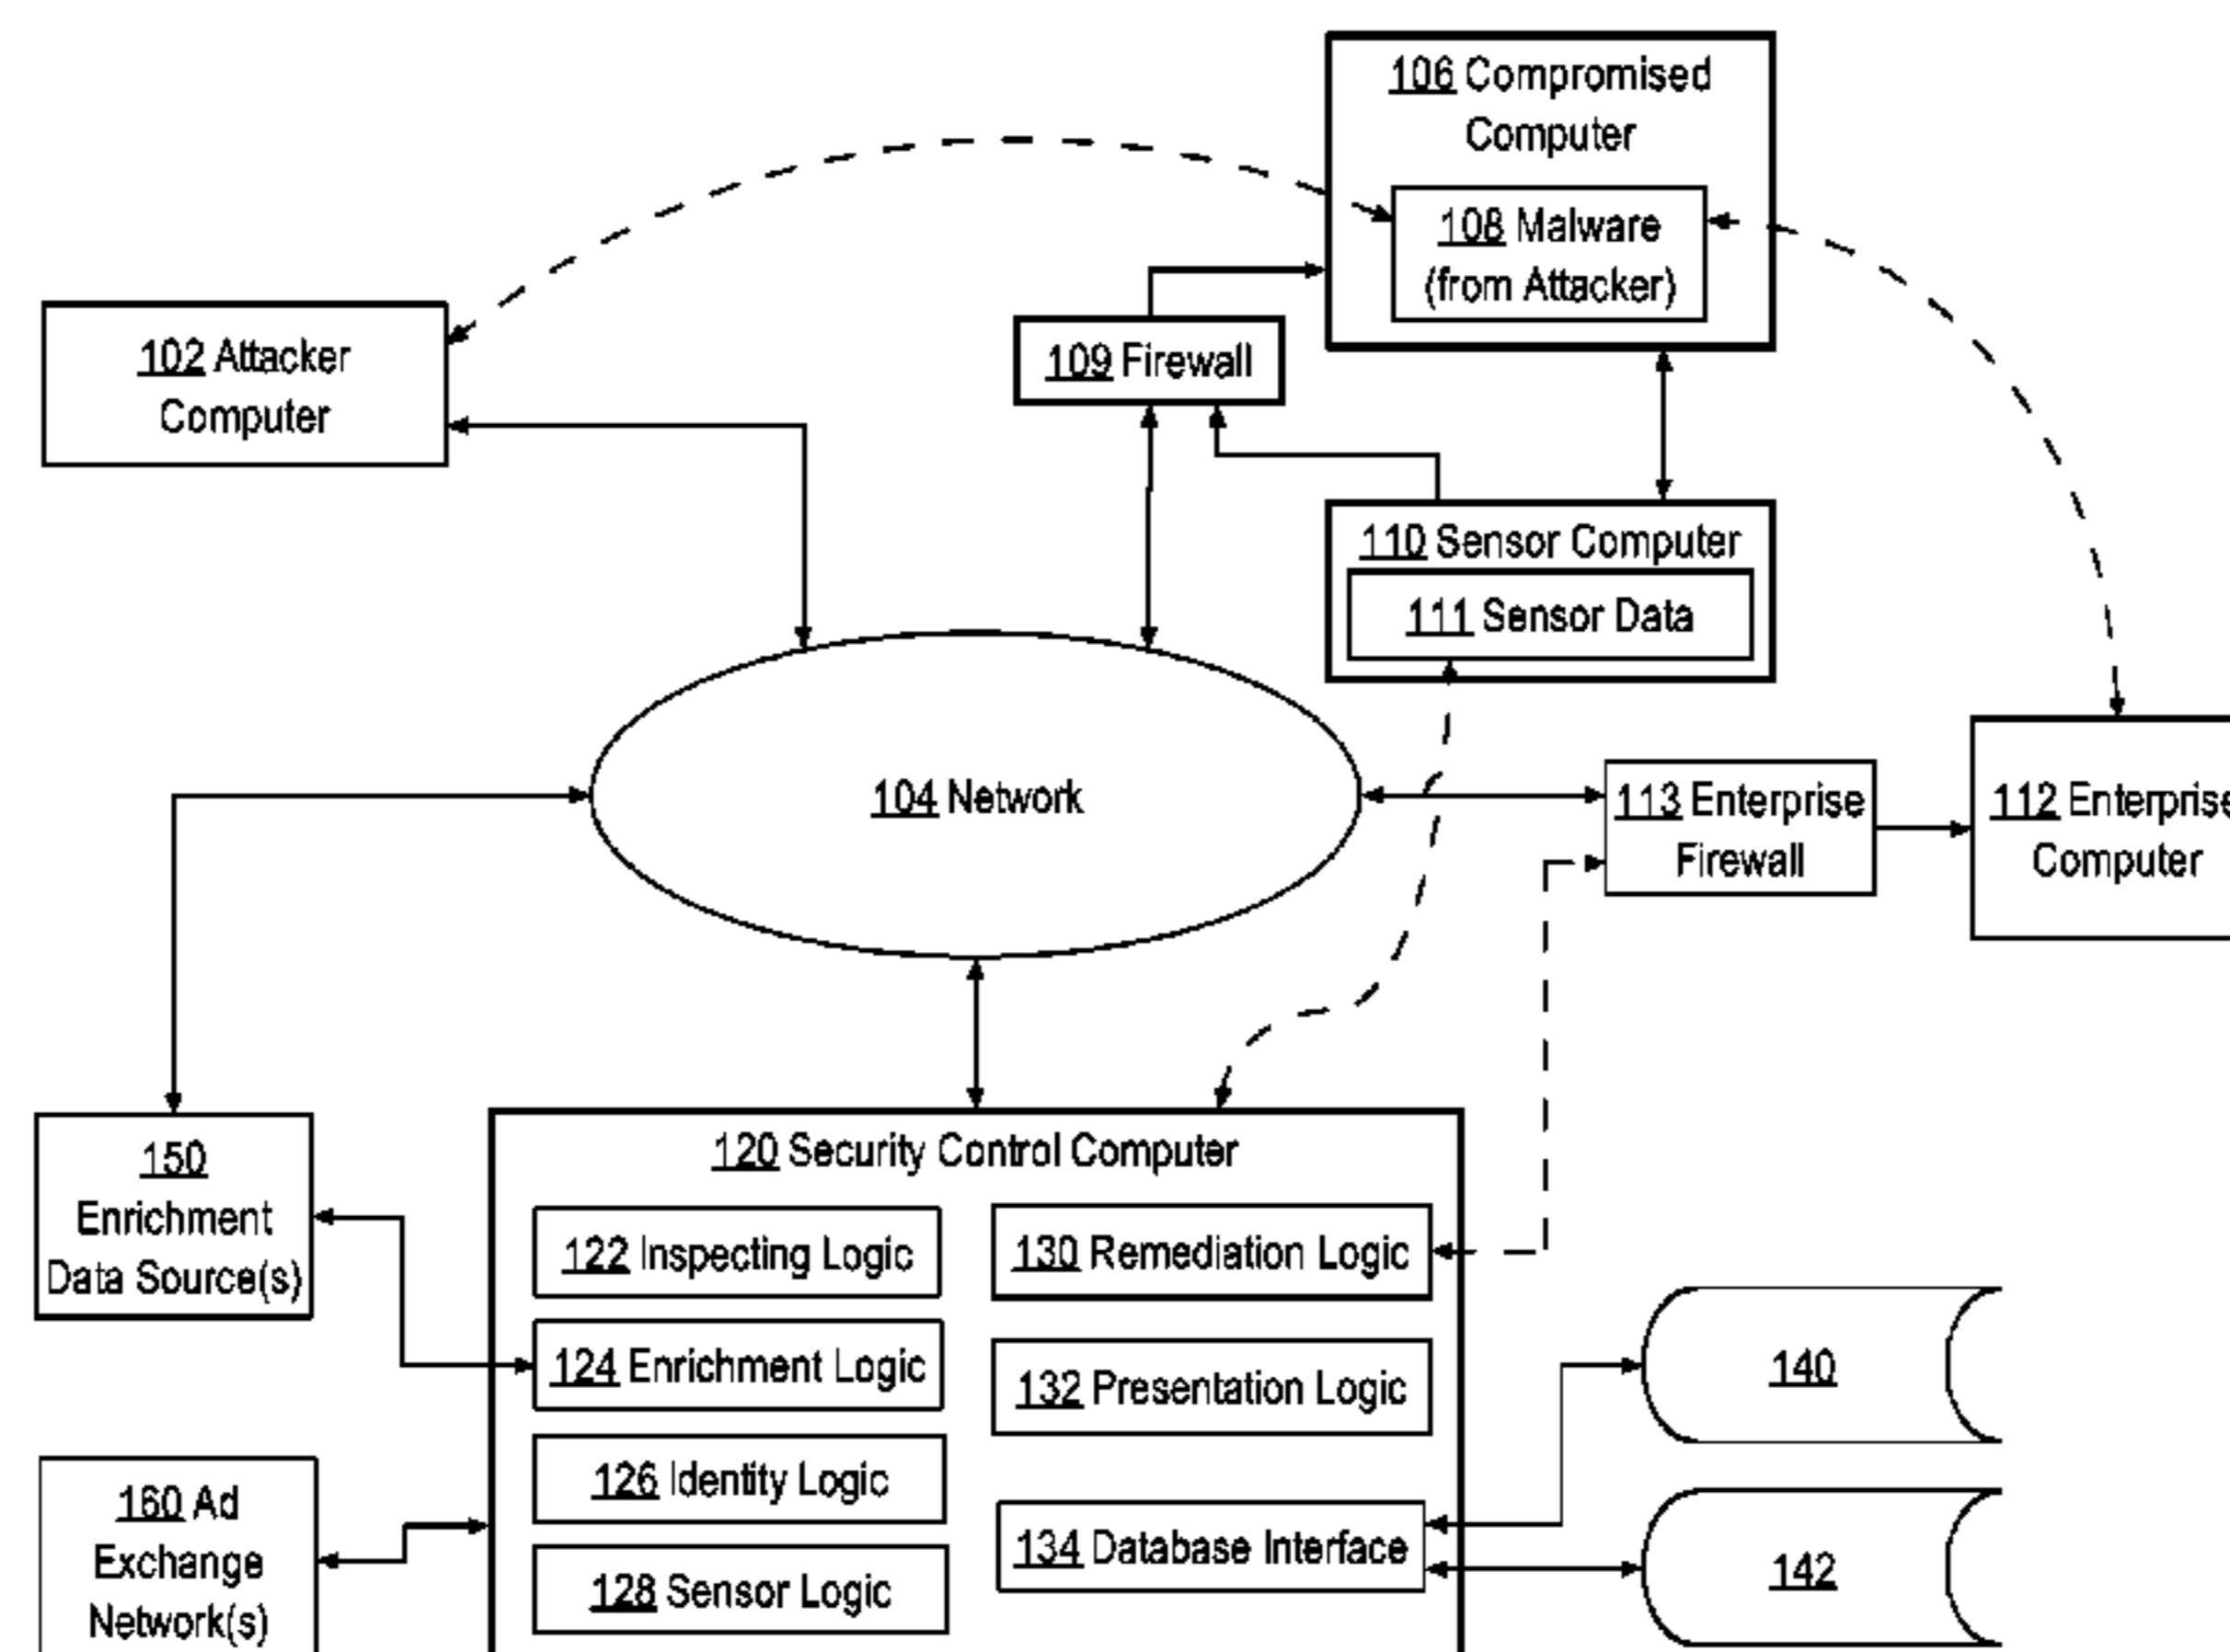 106 Compromised
Computer
108 Malware
(from Attacker)
102 Attacker
Computer
109 Firewall
110 Sensor Computer
111 Sensor Data
104 Network
113 Enterprise
Firewall
112 Enterprise
Computer
150
Enrichment
Data Source(s)
120 Security Control Computer
122 Inspecting Logic
130 Remediation Logic
124 Enrichment Logic
132 Presentation Logic
140
126 Identity Logic
160 Ad
Exchange
Network(s)
134 Database Interface
128 Sensor Logic
142